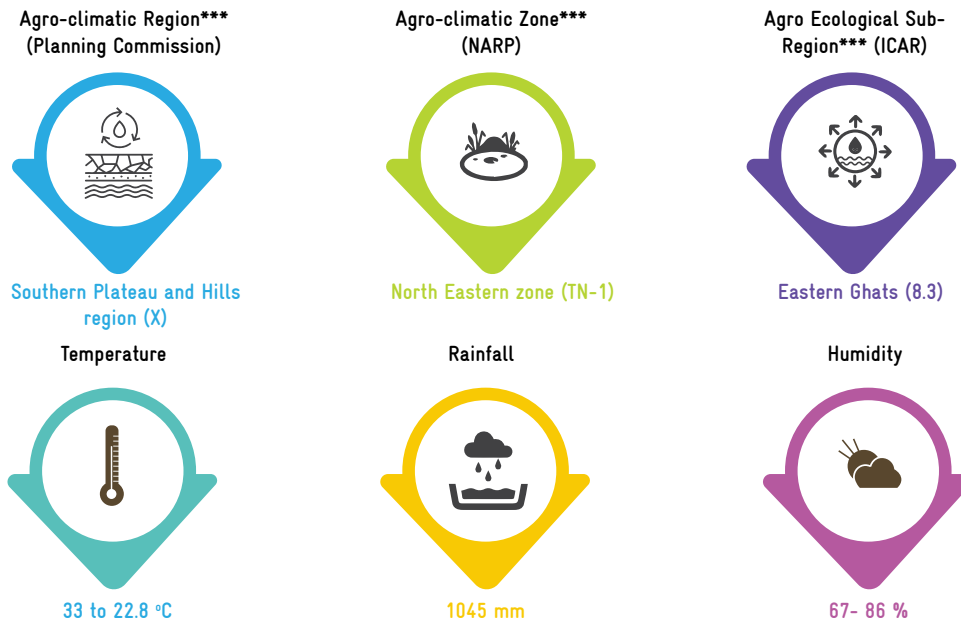 Agro-climatic Region***
(Planning Commission)
Agro-climatic Zone***
(NARP)
Agro Ecological Sub-
Region*** (ICAR)
Southern Plateau and Hills
region (X)
North Eastern zone (TN-1)
Eastern Ghats (8.3)
Temperature
Rainfall
Humidity
33 to 22.8 °C
1045 mm
67- 86 %